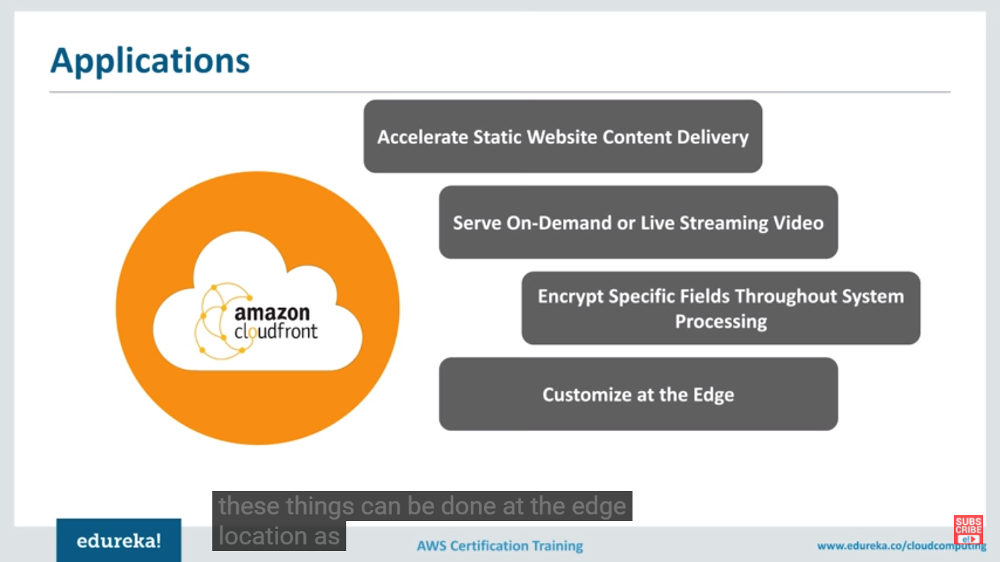 Applications
Accelerate Static Website Content Delivery
Serve On-Demand or Live Streaming Video
Encrypt Specific Fields Throughout System
Processing
Customize at the Edge
amazon
cloudfront
these things can be done at the edge
location as
edureka!
AWS Certification Training
www.edureka.co/cloudcomputing
SUBS
CRIBE
e!